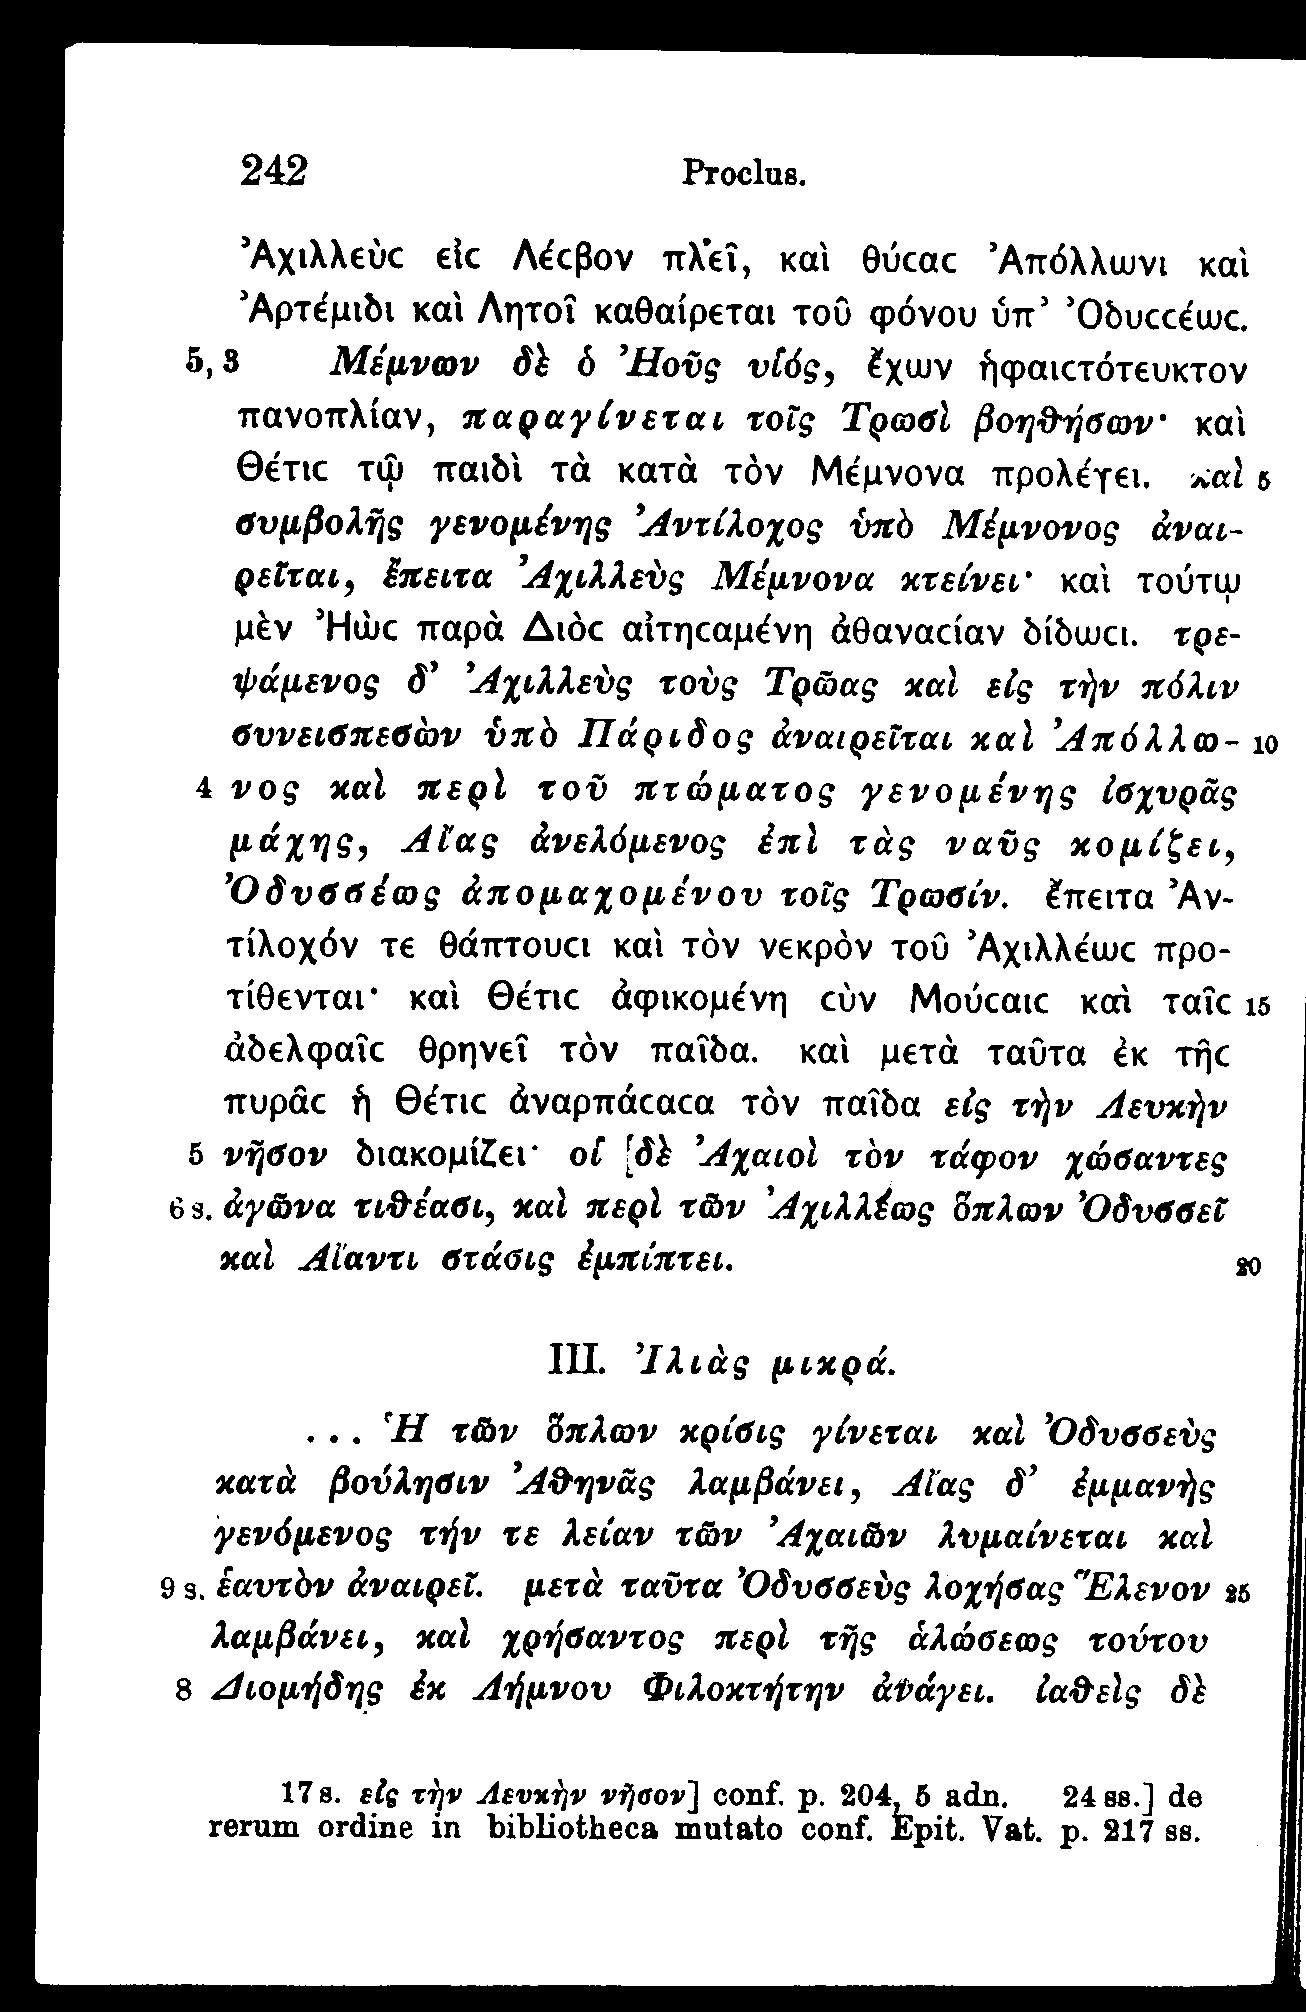 242 Proclus.
Ἀχιλλεὺς εἰς Λέσβον πλεῖ, καὶ θύσας Ἀπόλλωνι καὶ
Ἀρτέμιδι καὶ Λητοῖ καθαίρεται τοῦ φόνου ὑπ’ Ὀδυσσέως.
5, 3 Μέμνων δὲ ὁ Ἠοῦς υἱός, ἔχων ἡφαιστότευκτον
πανοπλίαν, παραγίνεται τοῖς Τρωσὶ βοηθήσων· καὶ
Θέτις τῷ παιδὶ τὰ κατὰ τὸν Μέμνονα προλέγει. καὶ 5
συμβολῆς γενομένης Ἀντίλοχος ὑπὸ Μέμνονος ἀναι-
ρεῖται, ἔπειτα Ἀχιλλεὺς Μέμνονα κτείνει· καὶ τούτῳ
μὲν Ἠὼς παρὰ Διὸς αἰτησαμένη ἀθανασίαν δίδωσι. τρε-
ψάμενος δ’ Ἀχιλλεὺς τοὺς Τρῶας καὶ εἰς τὴν πόλιν
συνεισπεσὼν ὑπὸ Πάριδος ἀναιρεῖται καὶ Ἀπόλλω- 10
4 νος καὶ περὶ τοῦ πτώματος γενομένης ἰσχυρᾶς
μάχης, Αἴας ἀνελόμενος ἐπὶ τὰς ναῦς κομίζει,
Ὀδυσσέως ἀπομαχομένου τοῖς Τρωσίν. ἔπειτα Ἀν-
τίλοχόν τε θάπτουσι καὶ τὸν νεκρὸν τοῦ Ἀχιλλέως προ-
τίθενται· καὶ Θέτις ἀφικομένη σὺν Μούσαις καὶ ταῖς 15
ἀδελφαῖς θρηνεῖ τὸν παῖδα. καὶ μετὰ ταῦτα ἐκ τῆς
πυρᾶς ἡ Θέτις ἀναρπάσασα τὸν παῖδα εἰς τὴν Λευκὴν
5 νῆσον διακομίζει· οἱ [δὲ Ἀχαιοὶ τὸν τάφον χώσαντες
6 s. ἀγῶνα τιθέασι, καὶ περὶ τῶν Ἀχιλλέως ὅπλων Ὀδυσσεῖ
καὶ Αἴαντι στάσις ἐμπίπτει. 20
III. Ἰλιὰς μικρά.
... Ἡ τῶν ὅπλων κρίσις γίνεται καὶ Ὀδυσσεὺς
κατὰ βούλησιν Ἀθηνᾶς λαμβάνει, Αἴας δ’ ἐμμανὴς
γενόμενος τήν τε λείαν τῶν Ἀχαιῶν λυμαίνεται καὶ
9 s. ἑαυτὸν ἀναιρεῖ. μετὰ ταῦτα Ὀδυσσεὺς λοχήσας Ἕλενον 25
λαμβάνει, καὶ χρήσαντος περὶ τῆς ἁλώσεως τούτου
8 Διομήδης ἐκ Λήμνου Φιλοκτήτην ἀνάγει. ἰαθεὶς δὲ
17 s. εἰς τὴν Λευκὴν νῆσον] conf. p. 204, 5 adn. 24 ss.] de
rerum ordine in bibliotheca mutato conf. Epit. Vat. p. 217 ss.